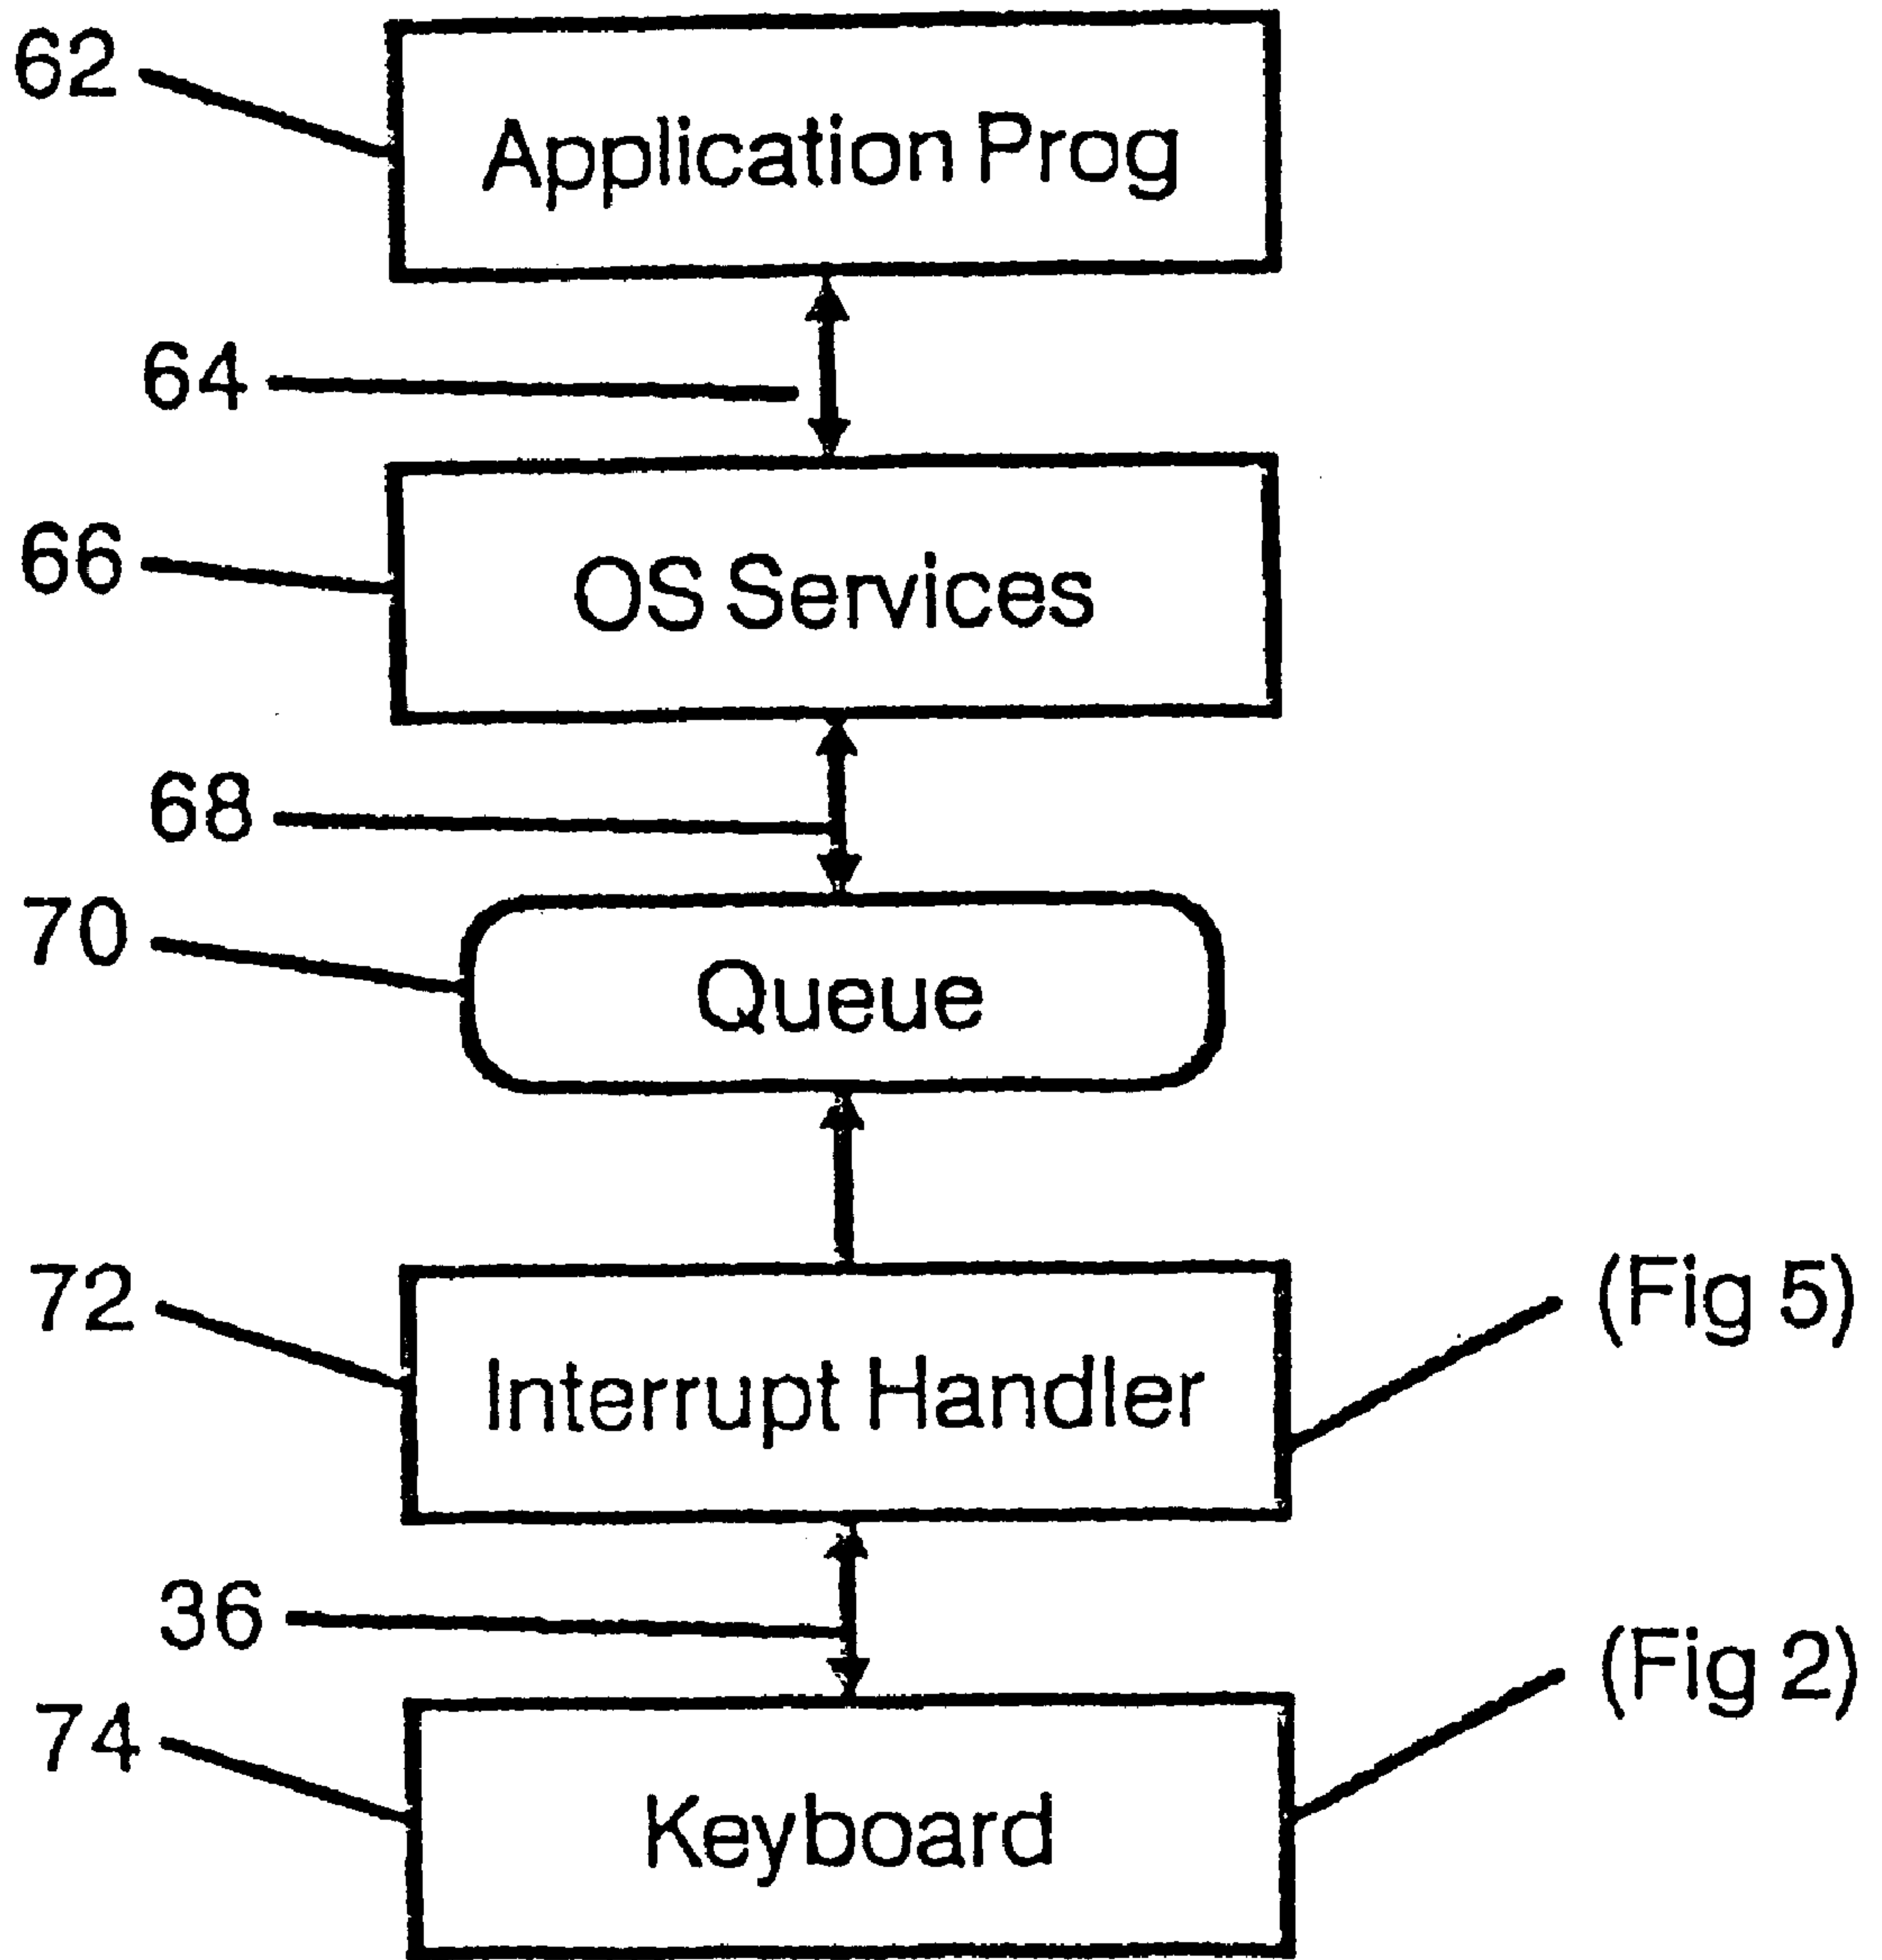 62
Application Prog
64
66
OS Services
68
70
Queue
72
Interrupt Handler
(Fig 5)
36
74
Keyboard
(Fig 2)